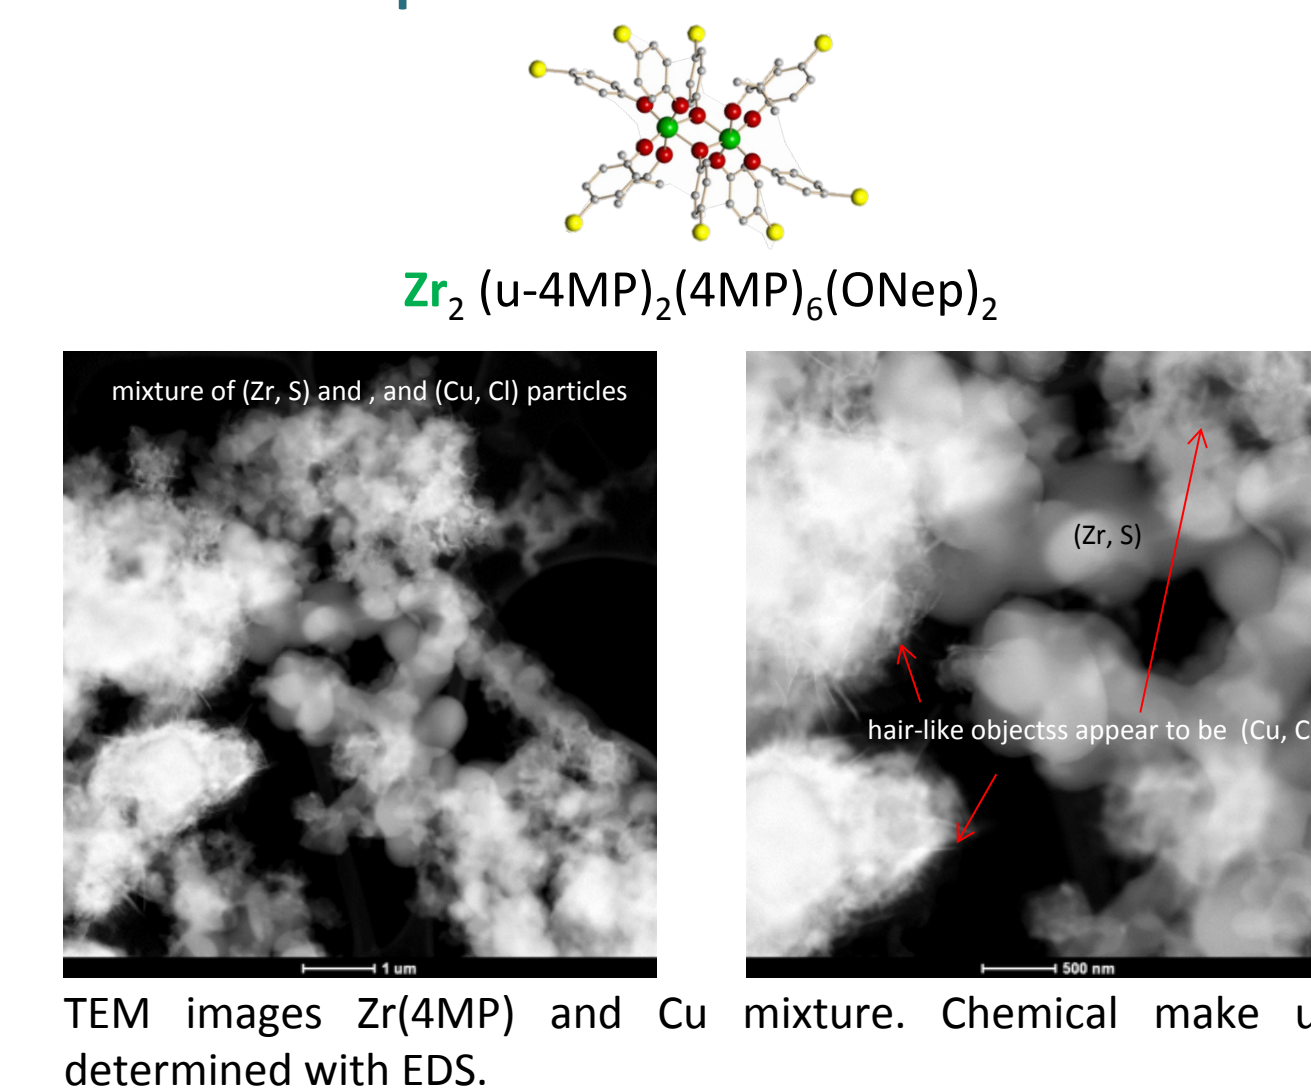 Zr2 (u-4MP)2(4MP)6(ONep)2
mixture of (Zr, S) and , and (Cu, Cl) particles
(Zr, S)
hair-like objectss appear to be (Cu, C
1 um
500 nm
TEM images Zr(4MP) and Cu mixture. Chemical make
determined with EDS.